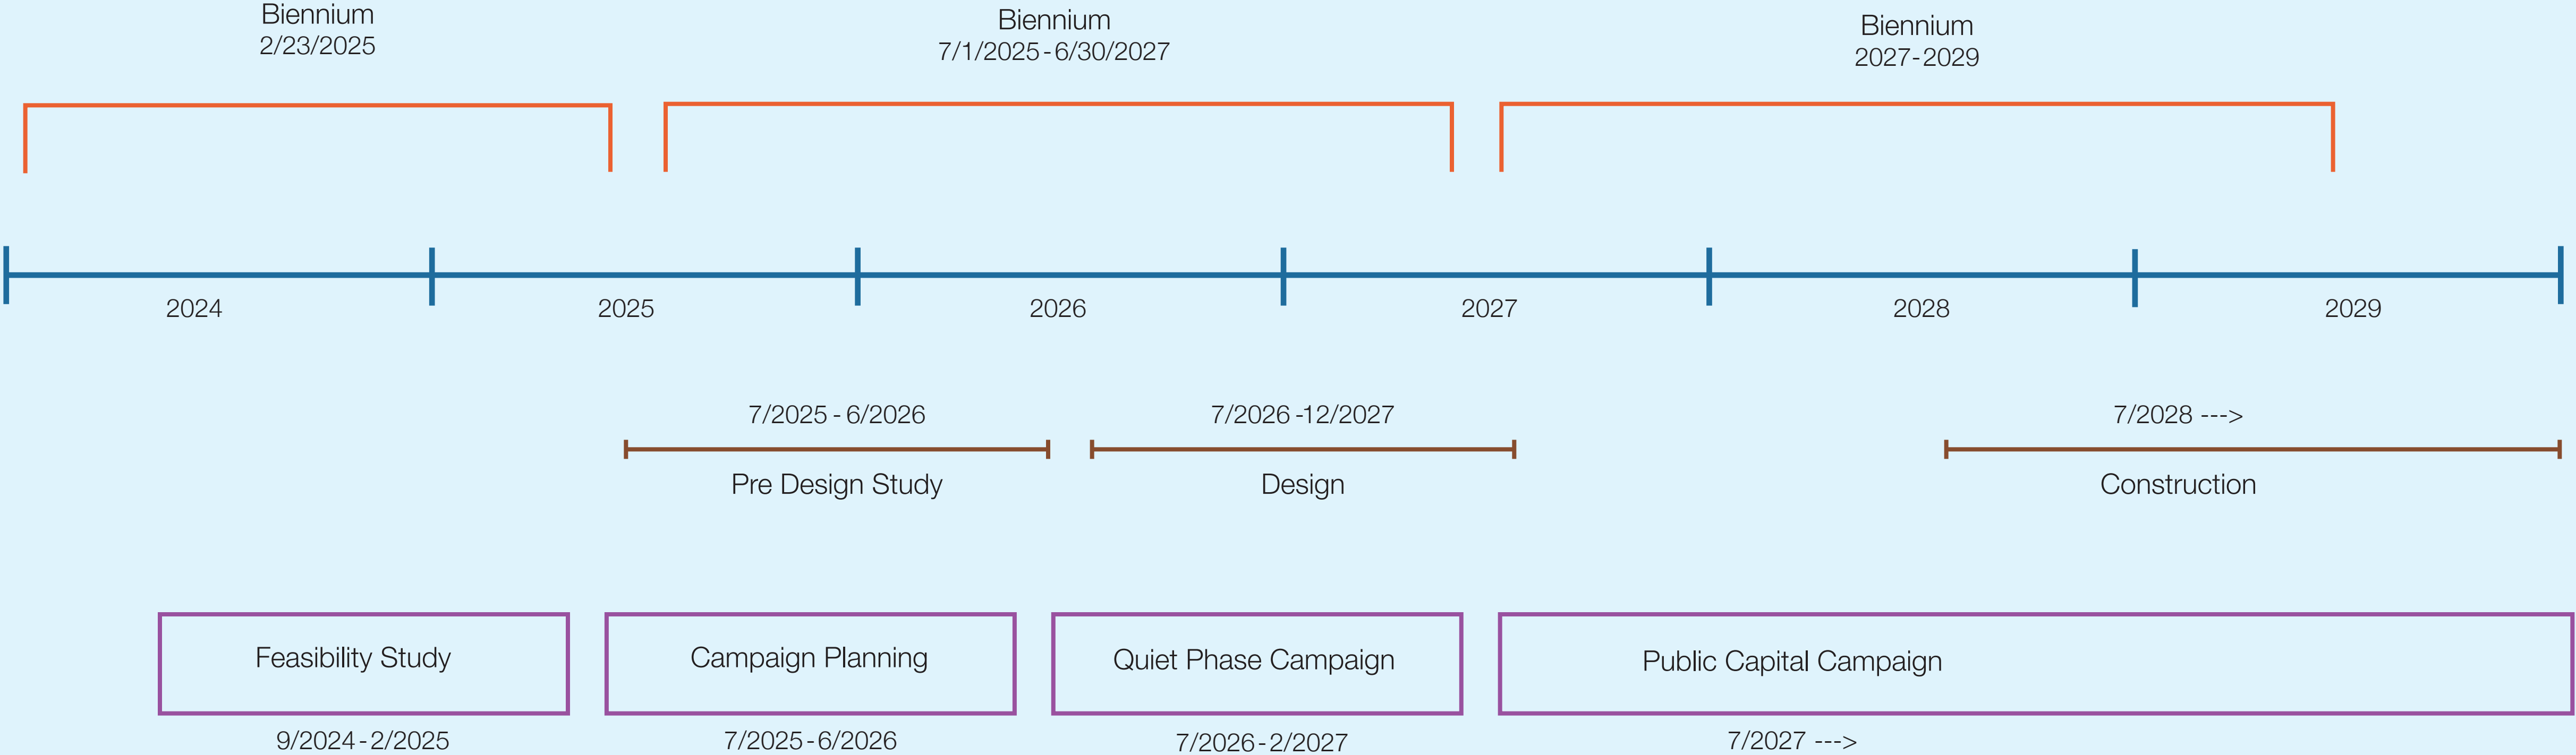 Biennium
2/23/2025
Biennium
7/1/2025-6/30/2027
Biennium
2027-2029
2024
2025
2026
2027
2028
2029
7/2025 - 6/2026
Pre Design Study
7/2026 -12/2027
Design
7/2028 --->
Construction
Feasibility Study
9/2024-2/2025
Campaign Planning
7/2025-6/2026
Quiet Phase Campaign
7/2026-2/2027
Public Capital Campaign
7/2027 --->